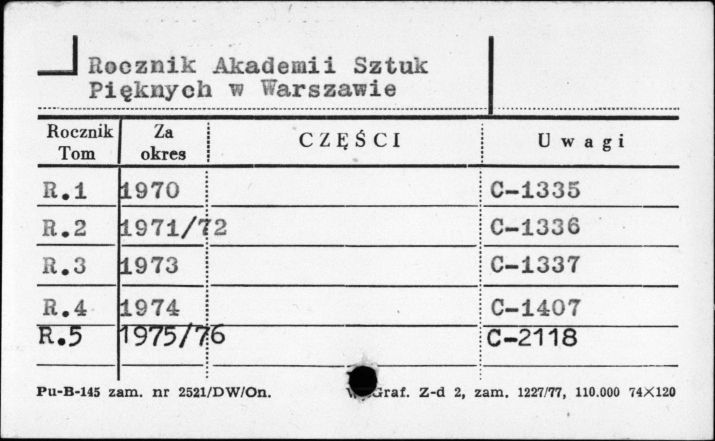 Rocznik Akademii Sztuk
Pięknych w Warszawie
Rocznik Tom | Za okres | CZĘŚCI | Uwagi
R.1 1970 C-1335
R.2 1971/72 C-1336
R.3 1973 C-1337
R.4 1974 C-1407
R.5 1975/76 C-2118
Pu-B-145 zam. nr 2521/DW/On. Graf. Z-d 2, zam. 1227/77, 110.000 74×120